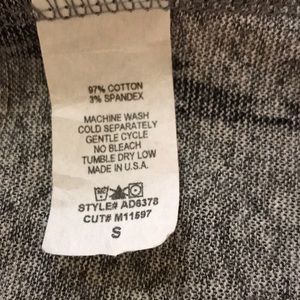 97% COTTON
3% SPANDEX
MACHINE WASH
COLD SEPARATELY
GENTLE CYCLE
NO BLEACH
TUMBLE DRY LOW
MADE IN U.S.A.
STYLE# AD6378
CUT# M11597
S